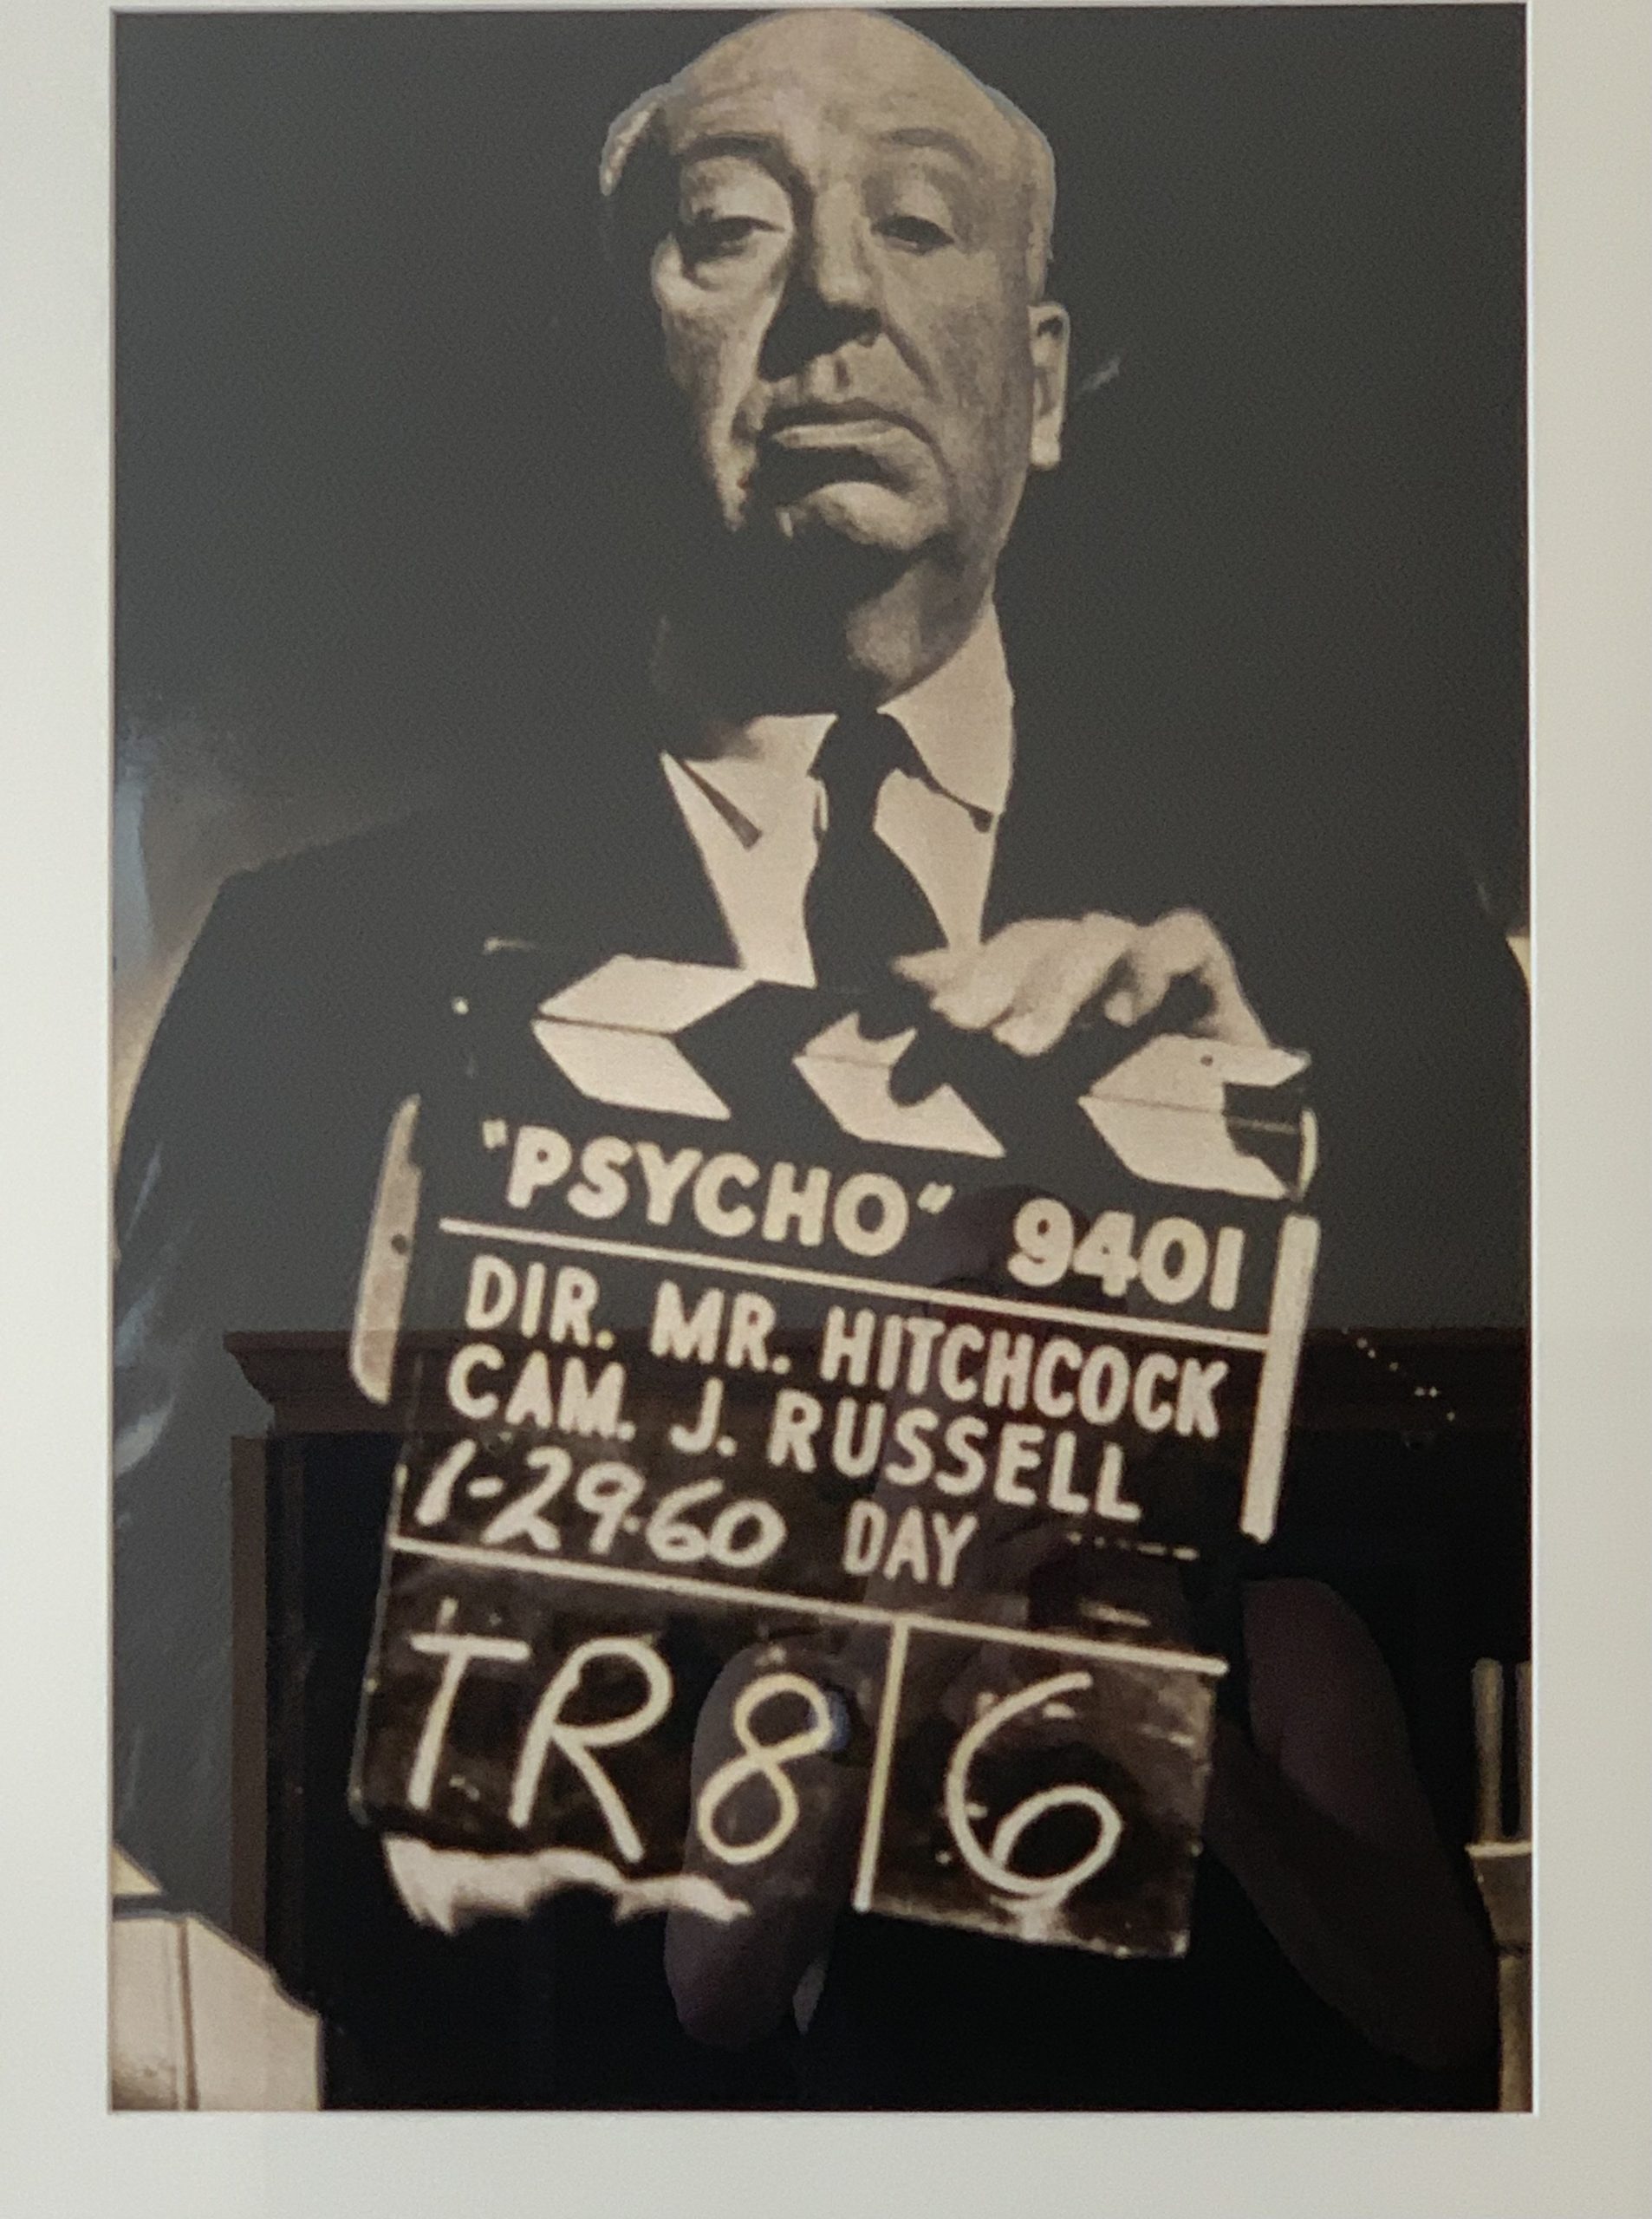 "PSYCHO" 9401
DIR. MR. HITCHCOCK
CAM. J. RUSSELL
1-29-60 DAY
TR8 6